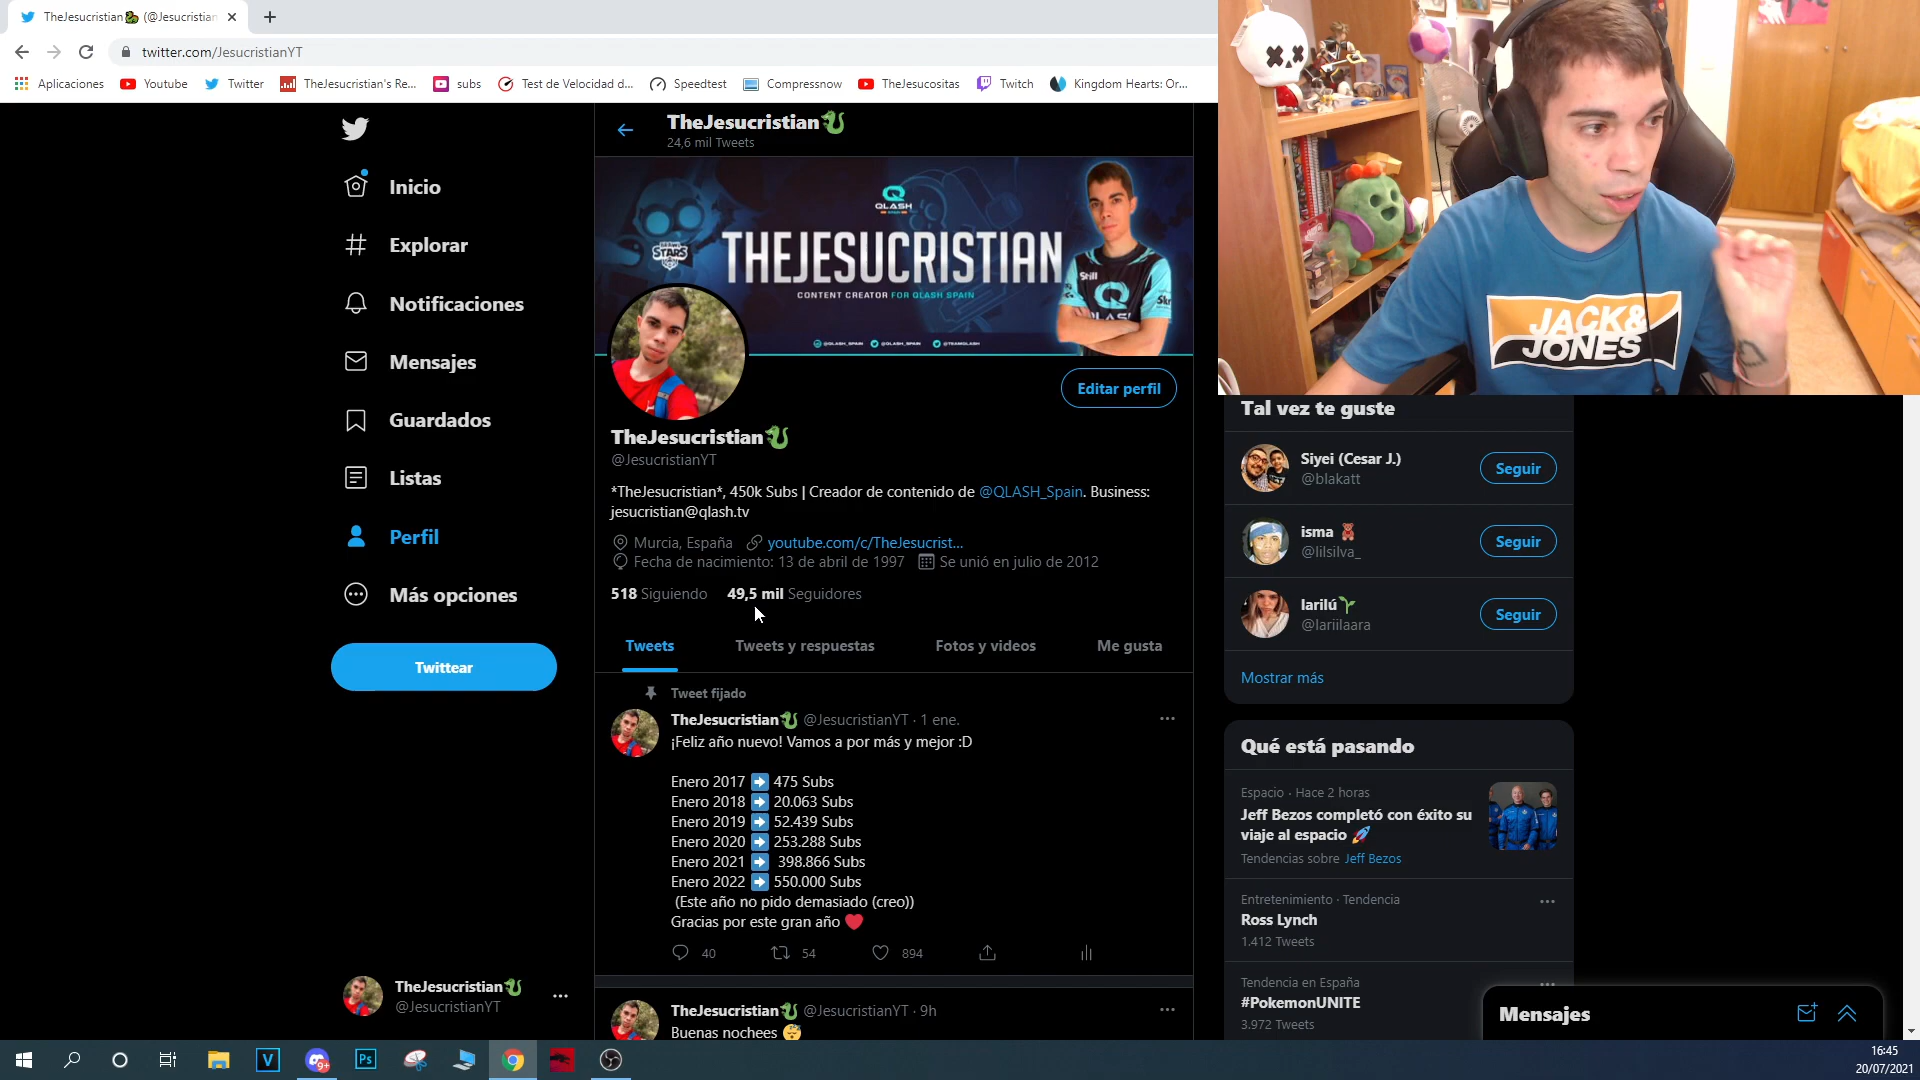 TheJesucristian (@Jesucristian
twitter.com/JesucristianYT
Aplicaciones
Youtube
Twitter
TheJesucristian's Re...
subs
Test de Velocidad d...
Speedtest
Compressnow
TheJesucositas
Twitch
Kingdom Hearts: Or...
Inicio
Explorar
Notificaciones
Mensajes
Guardados
Listas
Perfil
Más opciones
Twittear
TheJesucristian
@JesucristianYT
TheJesucristian
24,6 mil Tweets
QLASH
SPAIN
STARS
THEJESUCRISTIAN
CONTENT CREATOR FOR QLASH SPAIN
@QLASH_SPAIN @QLASH_SPAIN @TEAMQLASH
Editar perfil
TheJesucristian
@JesucristianYT
*TheJesucristian*, 450k Subs | Creador de contenido de @QLASH_Spain. Business:
jesucristian@qlash.tv
Murcia, España youtube.com/c/TheJesucrist...
Fecha de nacimiento: 13 de abril de 1997 Se unió en julio de 2012
518 Siguiendo 49,5 mil Seguidores
Tweets Tweets y respuestas Fotos y videos Me gusta
Tweet fijado
TheJesucristian @JesucristianYT · 1 ene.
¡Feliz año nuevo! Vamos a por más y mejor :D
Enero 2017 ➡ 475 Subs
Enero 2018 ➡ 20.063 Subs
Enero 2019 ➡ 52.439 Subs
Enero 2020 ➡ 253.288 Subs
Enero 2021 ➡ 398.866 Subs
Enero 2022 ➡ 550.000 Subs
(Este año no pido demasiado (creo))
Gracias por este gran año ❤
40 54 894
TheJesucristian @JesucristianYT · 9h
Buenas nochees
JACK&
JONES
Tal vez te guste
Siyei (Cesar J.)
@blakatt
Seguir
isma
@lilsilva_
Seguir
larilú
@lariilaara
Seguir
Mostrar más
Qué está pasando
Espacio · Hace 2 horas
Jeff Bezos completó con éxito su
viaje al espacio
Tendencias sobre Jeff Bezos
Entretenimiento · Tendencia
Ross Lynch
1.412 Tweets
Tendencia en España
#PokemonUNITE
3.972 Tweets
Mensajes
V
9+
Ps
16:45
20/07/2021